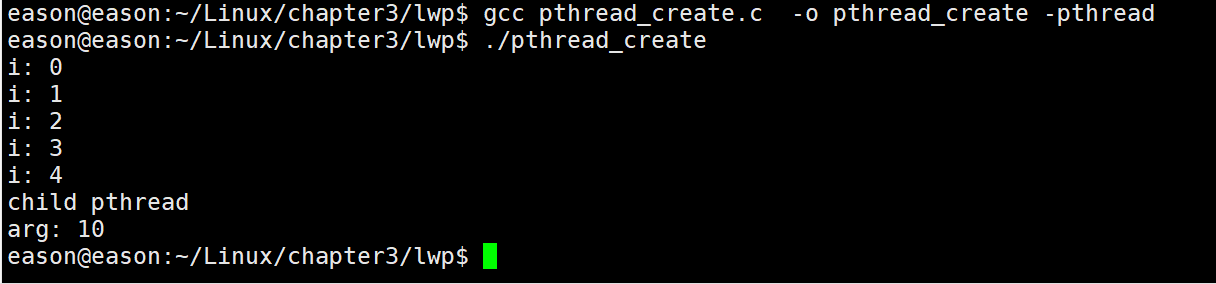 eason@eason:~/Linux/chapter3/lwp$ gcc pthread_create.c  -o pthread_create -pthread
eason@eason:~/Linux/chapter3/lwp$ ./pthread_create
i: 0
i: 1
i: 2
i: 3
i: 4
child pthread
arg: 10
eason@eason:~/Linux/chapter3/lwp$